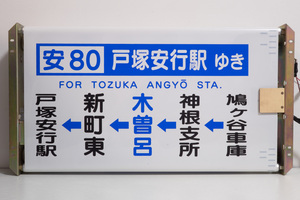 安80 戸塚安行駅 ゆき
FOR TOZUKA ANGYŌ STA.
鳩ヶ谷車庫
神根支所
木曽呂
新町東
戸塚安行駅